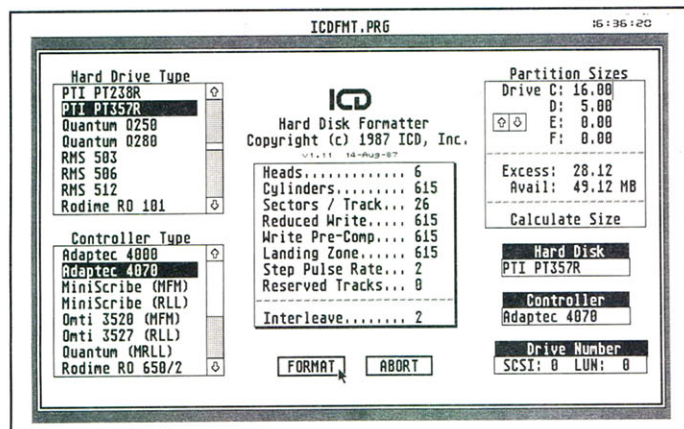 ICDFMT.PRG
16:36:20
Hard Drive Type
PTI PT238R
PTI PT357R
Quantum Q250
Quantum Q280
RMS 503
RMS 506
RMS 512
Rodime RO 101
Controller Type
Adaptec 4000
Adaptec 4070
MiniScribe (MFM)
MiniScribe (RLL)
Omti 3520 (MFM)
Omti 3527 (RLL)
Quantum (MRLL)
Rodime RO 650/2
ICD
Hard Disk Formatter
Copyright (c) 1987 ICD, Inc.
v1.11 14-Aug-87
Heads............. 6
Cylinders......... 615
Sectors / Track... 26
Reduced Write..... 615
Write Pre-Comp.... 615
Landing Zone...... 615
Step Pulse Rate... 2
Reserved Tracks... 0
Interleave........ 2
FORMAT
ABORT
Partition Sizes
Drive C: 16.00
D: 5.00
E: 0.00
F: 0.00
Excess: 28.12
Avail: 49.12 MB
Calculate Size
Hard Disk
PTI PT357R
Controller
Adaptec 4070
Drive Number
SCSI: 0 LUN: 0